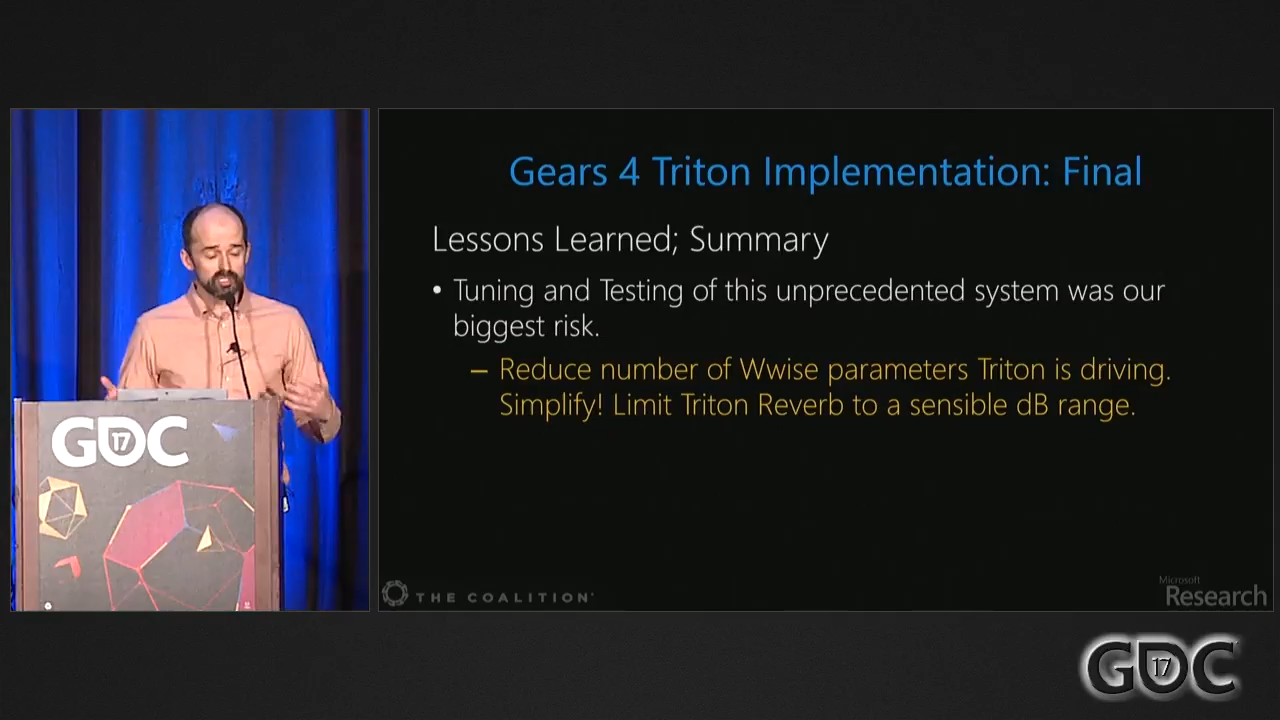 Gears 4 Triton Implementation: Final
Lessons Learned; Summary
• Tuning and Testing of this unprecedented system was our
biggest risk.
– Reduce number of Wwise parameters Triton is driving.
Simplify! Limit Triton Reverb to a sensible dB range.
GDC 17
THE COALITION
Microsoft
Research
GDC 17